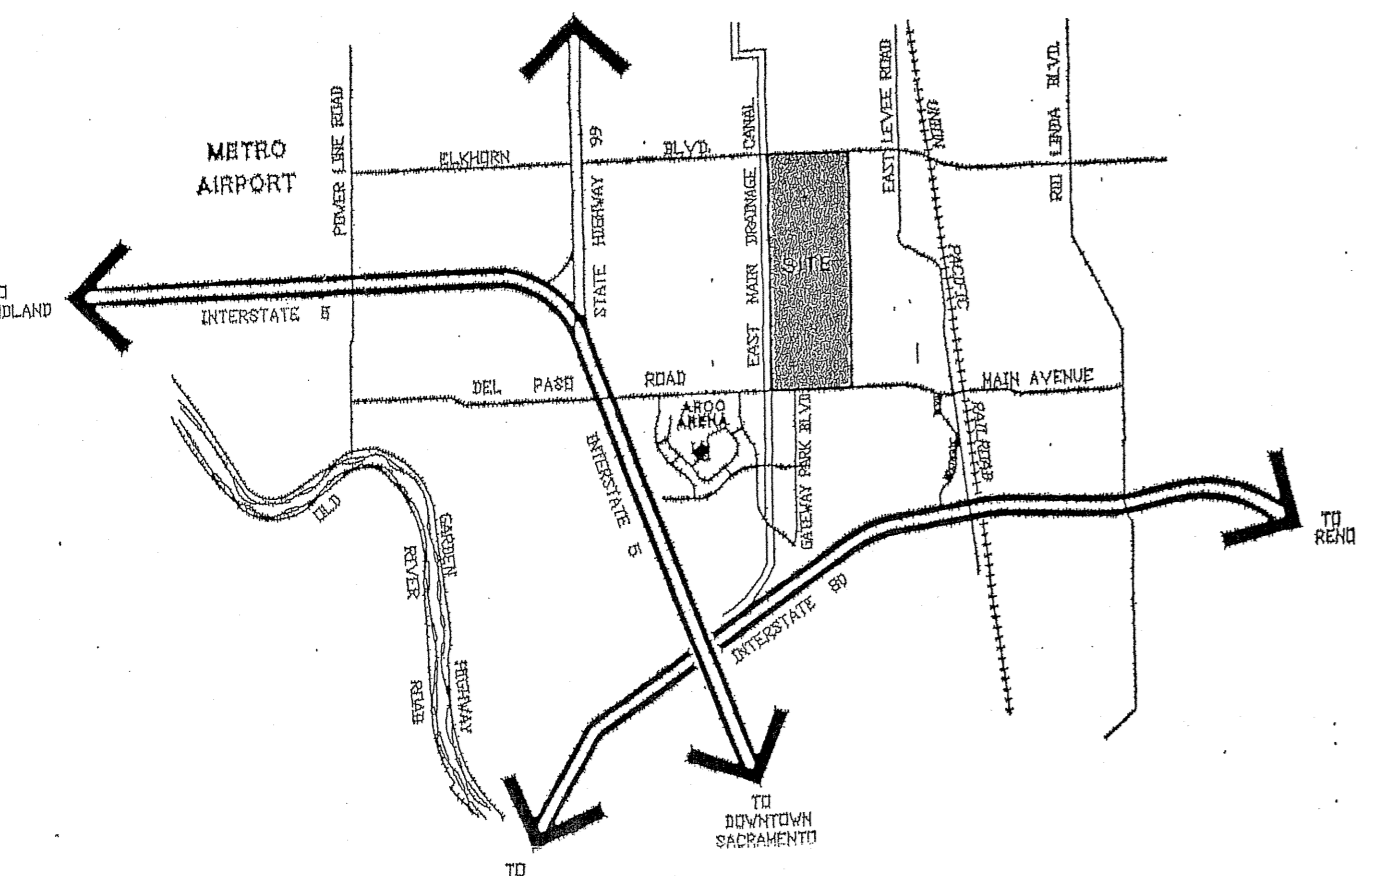 METRO
AIRPORT
POWER LINE ROAD
ELKHORN BLVD.
STATE HIGHWAY 99
EAST MAIN DRAINAGE CANAL
EAST LEVEE ROAD
UNION PACIFIC RAILROAD
RIO LINDA BLVD.
SITE
INTERSTATE 5
DEL PASO ROAD
MAIN AVENUE
ARCO
ARENA
GATEWAY PARK BLVD.
INTERSTATE 5
INTERSTATE 80
OLD RIVER ROAD
GARDEN HIGHWAY
TO
RENO
TO
DOWNTOWN
SACRAMENTO
TO